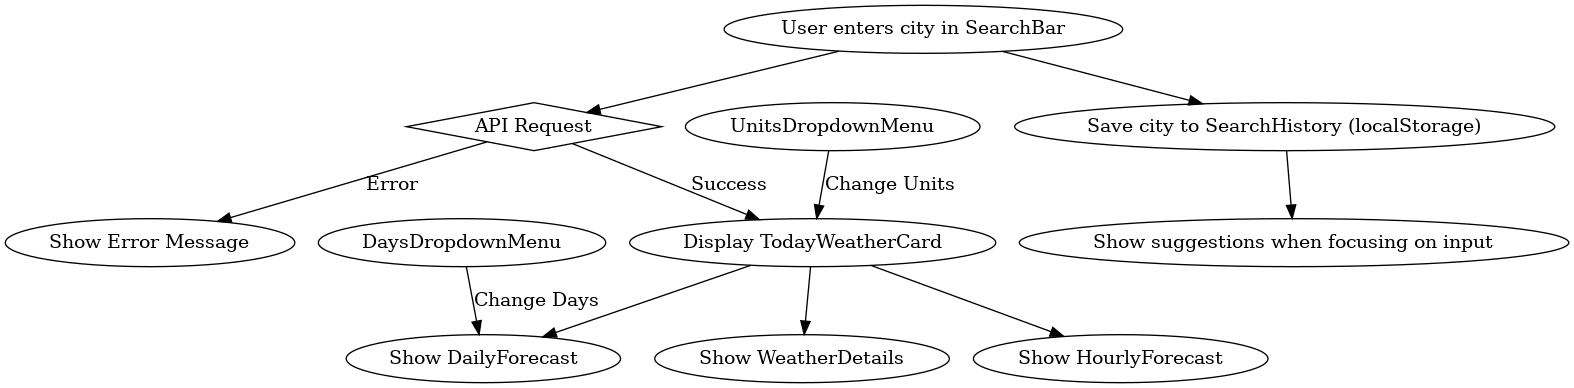 User enters city in SearchBar
API Request
UnitsDropdownMenu
Save city to SearchHistory (localStorage)
Error
Success
Change Units
Show Error Message
DaysDropdownMenu
Display TodayWeatherCard
Show suggestions when focusing on input
Change Days
Show DailyForecast
Show WeatherDetails
Show HourlyForecast